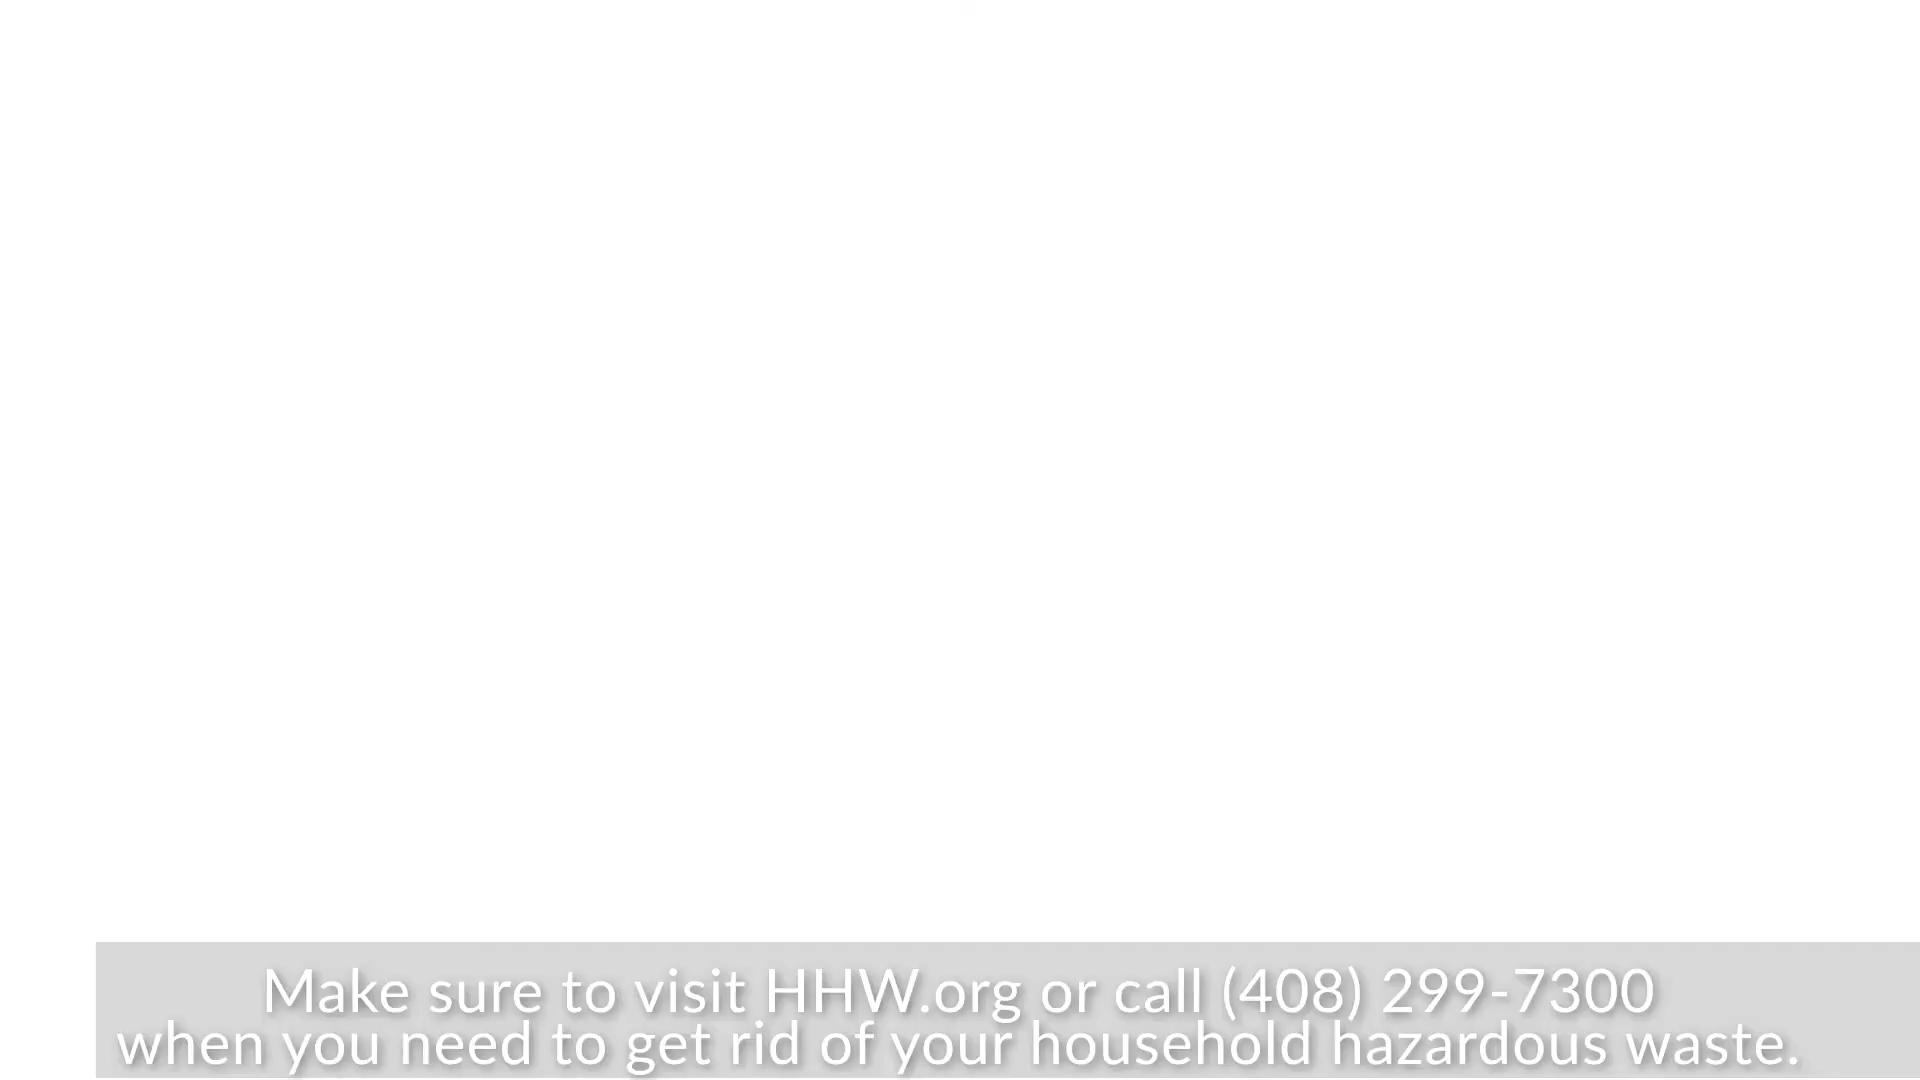 Make sure to visit HHW.org or call (408) 299-7300
when you need to get rid of your household hazardous waste.